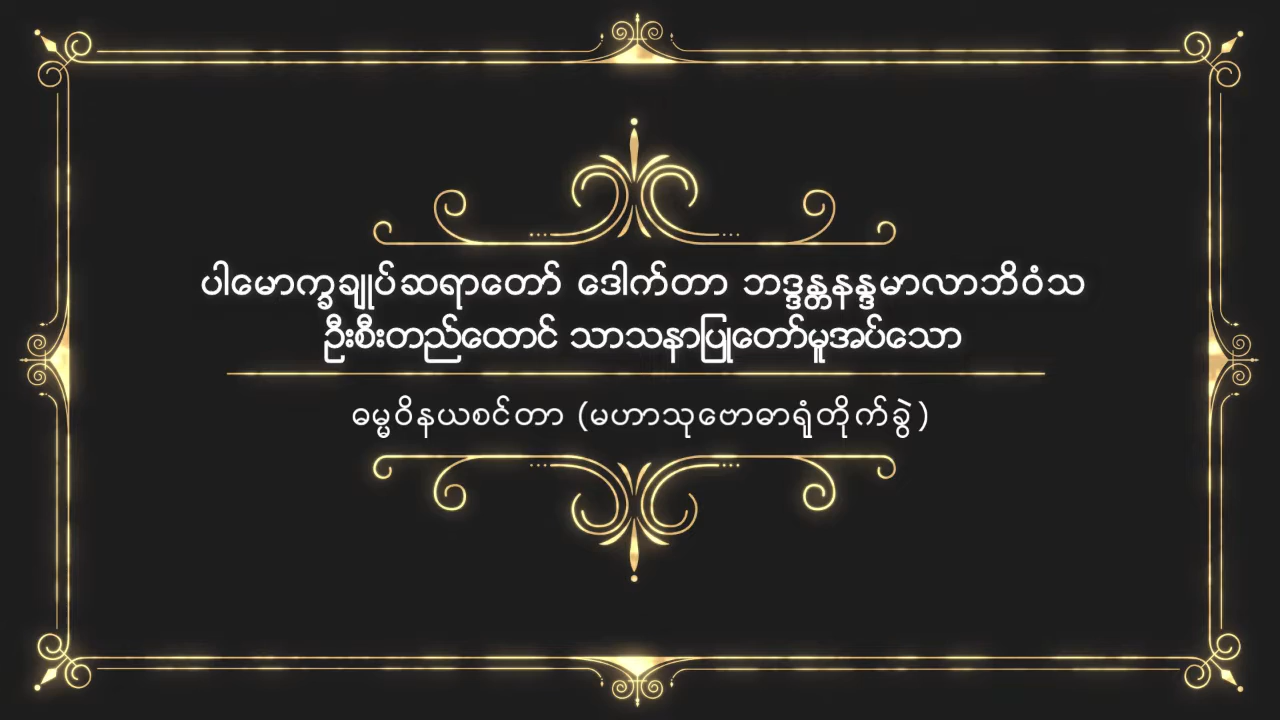 ပါမောက္ခချုပ်ဆရာတော် ဒေါက်တာ ဘဒ္ဒန္တနန္ဒမာလာဘိဝံသ
ဦးစီးတည်ထောင် သာသနာပြုတော်မူအပ်သော
ဓမ္မဝိနယစင်တာ (မဟာသုဗောဓာရုံတိုက်ခွဲ)